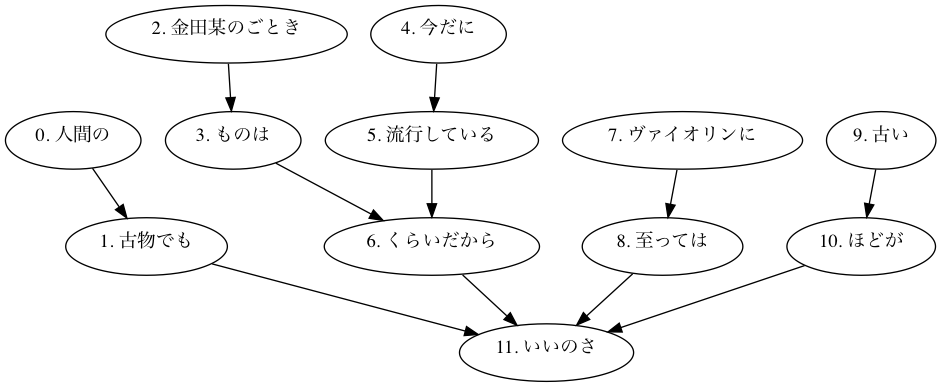 2. 金田某のごとき
4. 今だに
0. 人間の
3. ものは
5. 流行している
7. ヴァイオリンに
9. 古い
1. 古物でも
6. くらいだから
8. 至っては
10. ほどが
11. いいのさ